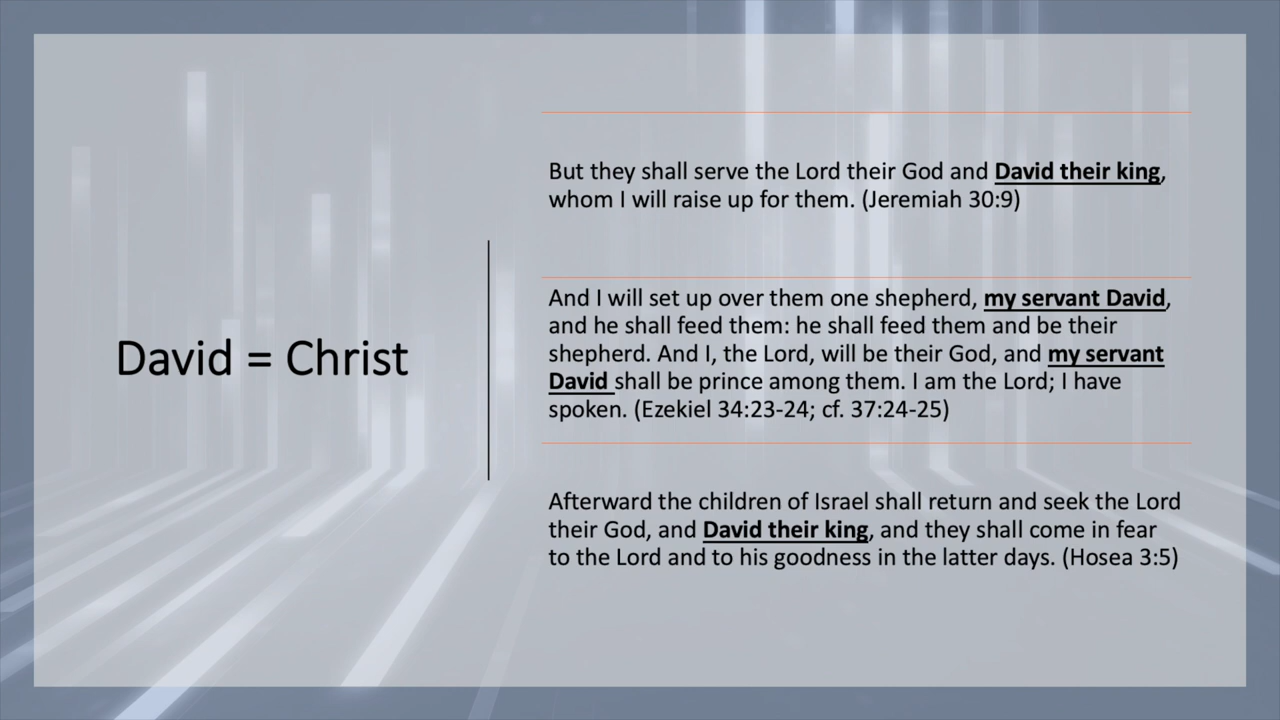 David = Christ
But they shall serve the Lord their God and David their king,
whom I will raise up for them. (Jeremiah 30:9)
And I will set up over them one shepherd, my servant David,
and he shall feed them: he shall feed them and be their
shepherd. And I, the Lord, will be their God, and my servant
David shall be prince among them. I am the Lord; I have
spoken. (Ezekiel 34:23-24; cf. 37:24-25)
Afterward the children of Israel shall return and seek the Lord
their God, and David their king, and they shall come in fear
to the Lord and to his goodness in the latter days. (Hosea 3:5)